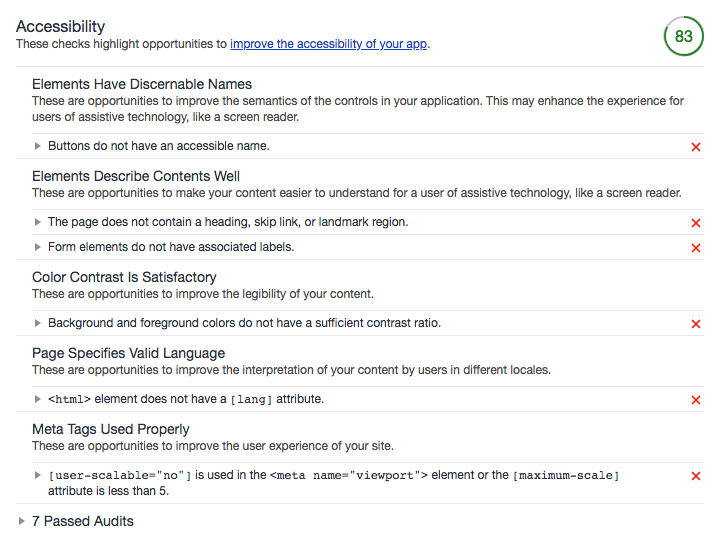 Accessibility
These checks highlight opportunities to improve the accessibility of your app.
83
Elements Have Discernable Names
These are opportunities to improve the semantics of the controls in your application. This may enhance the experience for
users of assistive technology, like a screen reader.
Buttons do not have an accessible name.
Elements Describe Contents Well
These are opportunities to make your content easier to understand for a user of assistive technology, like a screen reader.
The page does not contain a heading, skip link, or landmark region.
Form elements do not have associated labels.
Color Contrast Is Satisfactory
These are opportunities to improve the legibility of your content.
Background and foreground colors do not have a sufficient contrast ratio.
Page Specifies Valid Language
These are opportunities to improve the interpretation of your content by users in different locales.
<html> element does not have a [lang] attribute.
Meta Tags Used Properly
These are opportunities to improve the user experience of your site.
[user-scalable="no"] is used in the <meta name="viewport"> element or the [maximum-scale]
attribute is less than 5.
7 Passed Audits